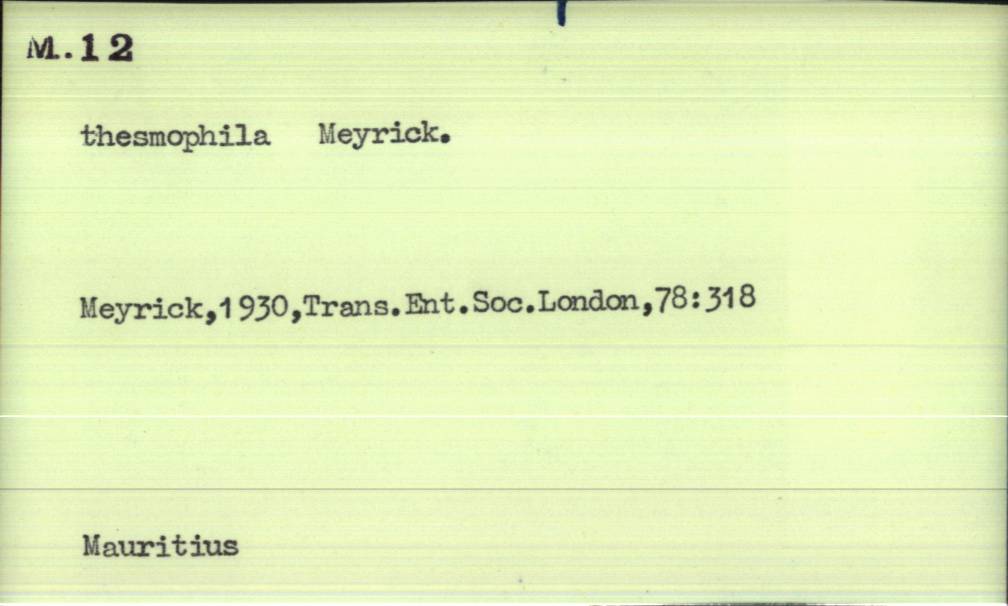 M.12
thesmophila Meyrick.
Meyrick,1930,Trans.Ent.Soc.London,78:318
Mauritius